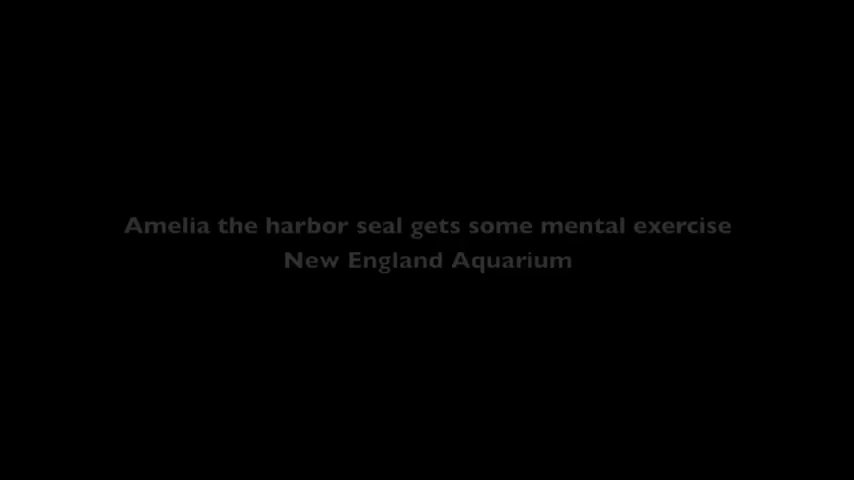 Amelia the harbor seal gets some mental exercise
New England Aquarium